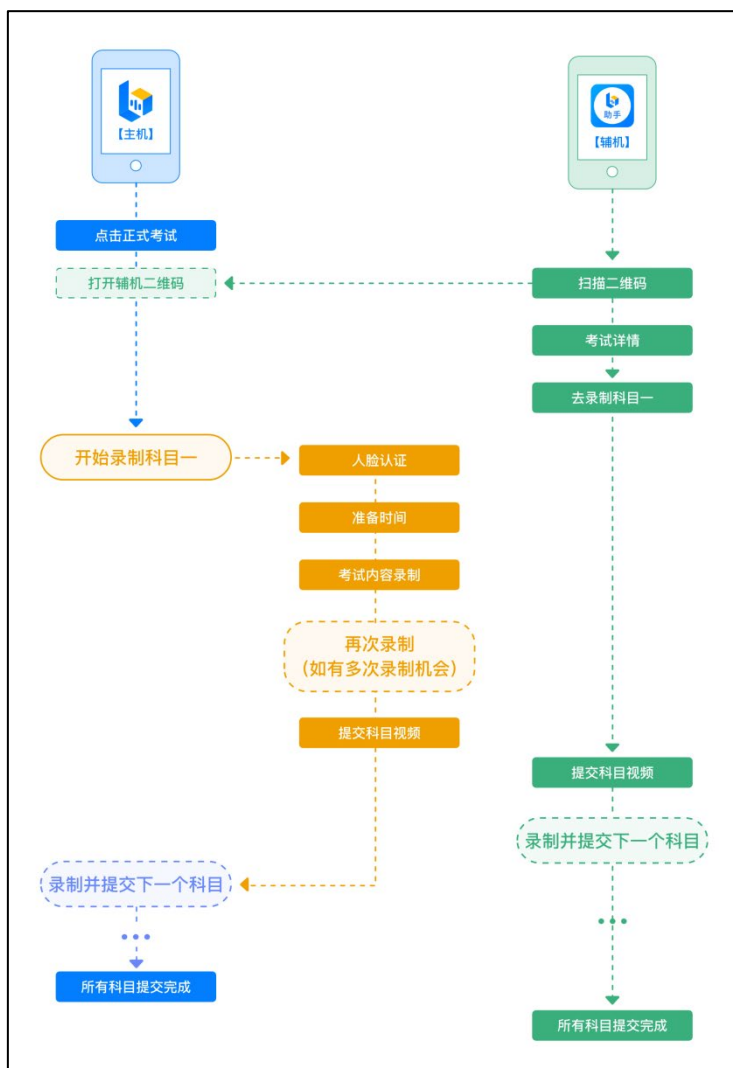 【主机】
助手
【辅机】
点击正式考试
打开辅机二维码
扫描二维码
考试详情
去录制科目一
开始录制科目一
人脸认证
准备时间
考试内容录制
再次录制
（如有多次录制机会）
提交科目视频
提交科目视频
录制并提交下一个科目
录制并提交下一个科目
所有科目提交完成
所有科目提交完成